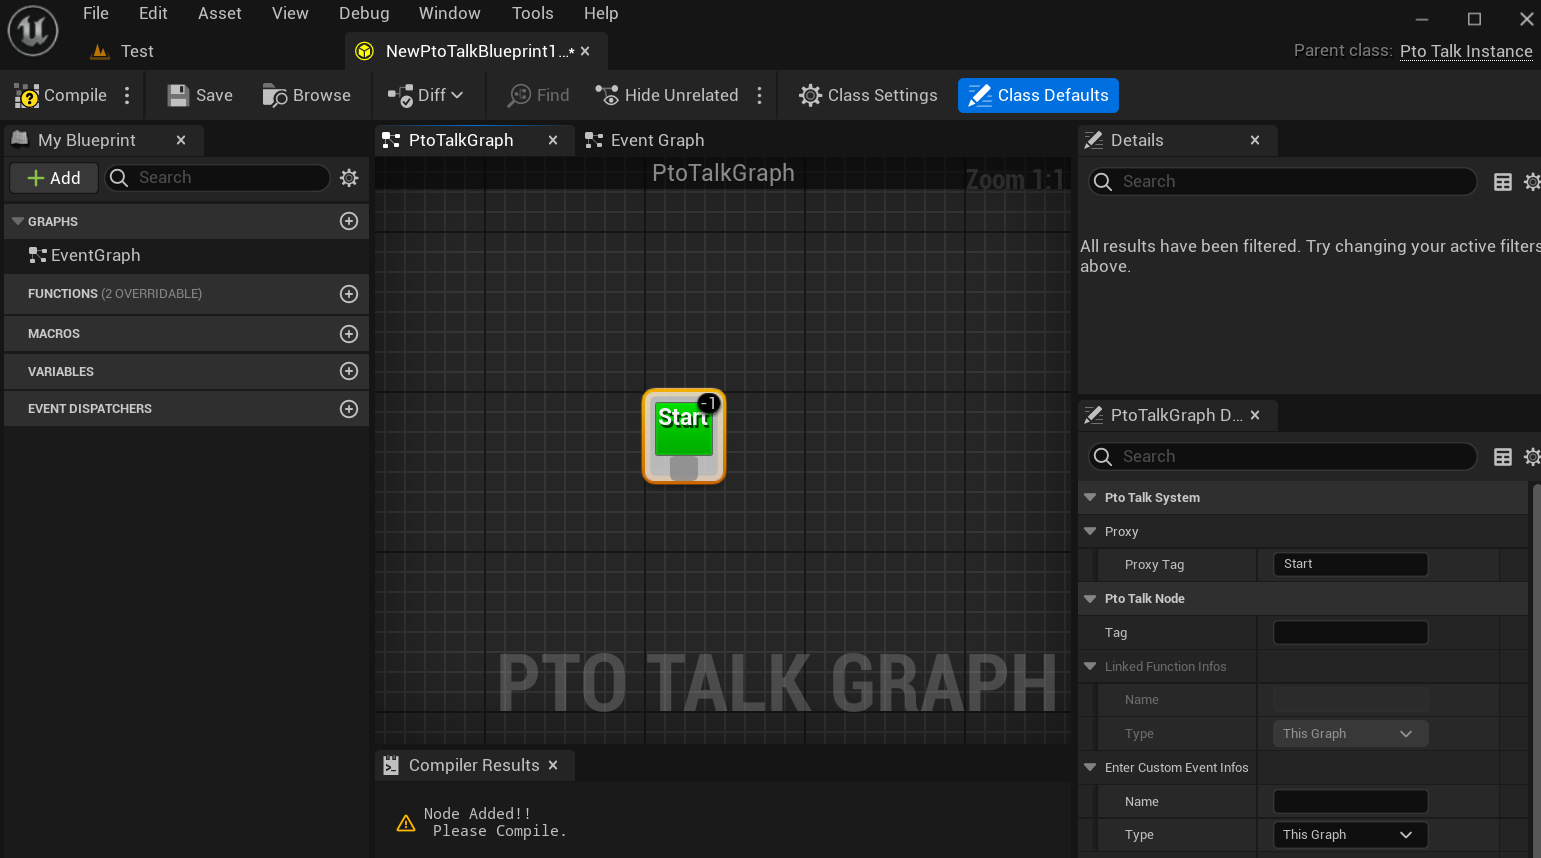 File Edit Asset View Debug Window Tools Help
Test
NewPtoTalkBlueprint1...*
Parent class: Pto Talk Instance
Compile Save Browse Diff Find Hide Unrelated Class Settings Class Defaults
My Blueprint
Add Search
GRAPHS
EventGraph
FUNCTIONS (2 OVERRIDABLE)
MACROS
VARIABLES
EVENT DISPATCHERS
PtoTalkGraph Event Graph
PtoTalkGraph
Zoom 1:1
-1
Start
PTO TALK GRAPH
Compiler Results
Node Added!!
Please Compile.
Details
Search
All results have been filtered. Try changing your active filters
above.
PtoTalkGraph D...
Search
Pto Talk System
Proxy
Proxy Tag Start
Pto Talk Node
Tag
Linked Function Infos
Name
Type This Graph
Enter Custom Event Infos
Name
Type This Graph